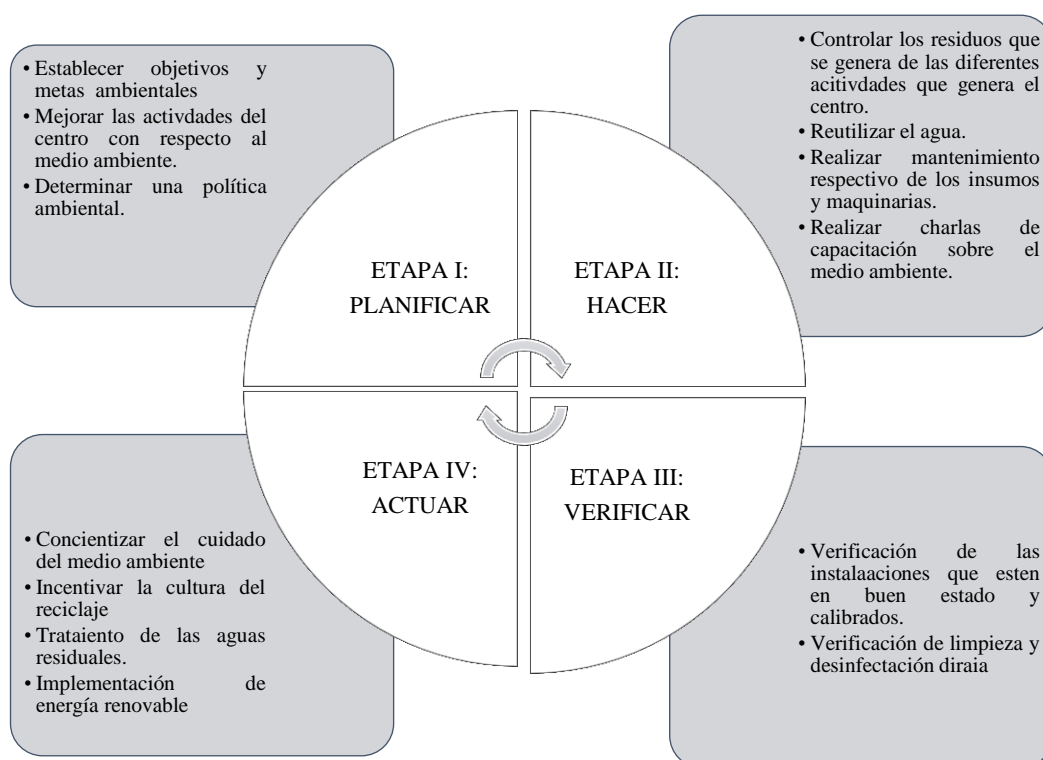 • Establecer objetivos y
metas ambientales
• Mejorar las activdades del
centro con respecto al
medio ambiente.
• Determinar una política
ambiental.
• Controlar los residuos que
se genera de las diferentes
acitivdades que genera el
centro.
• Reutilizar el agua.
• Realizar mantenimiento
respectivo de los insumos
y maquinarias.
• Realizar charlas de
capacitación sobre el
medio ambiente.
ETAPA I:
PLANIFICAR
ETAPA II:
HACER
ETAPA IV:
ACTUAR
ETAPA III:
VERIFICAR
• Concientizar el cuidado
del medio ambiente
• Incentivar la cultura del
reciclaje
• Trataiento de las aguas
residuales.
• Implementación de
energía renovable
• Verificación de las
instalaaciones que esten
en buen estado y
calibrados.
• Verificación de limpieza y
desinfectación diraia